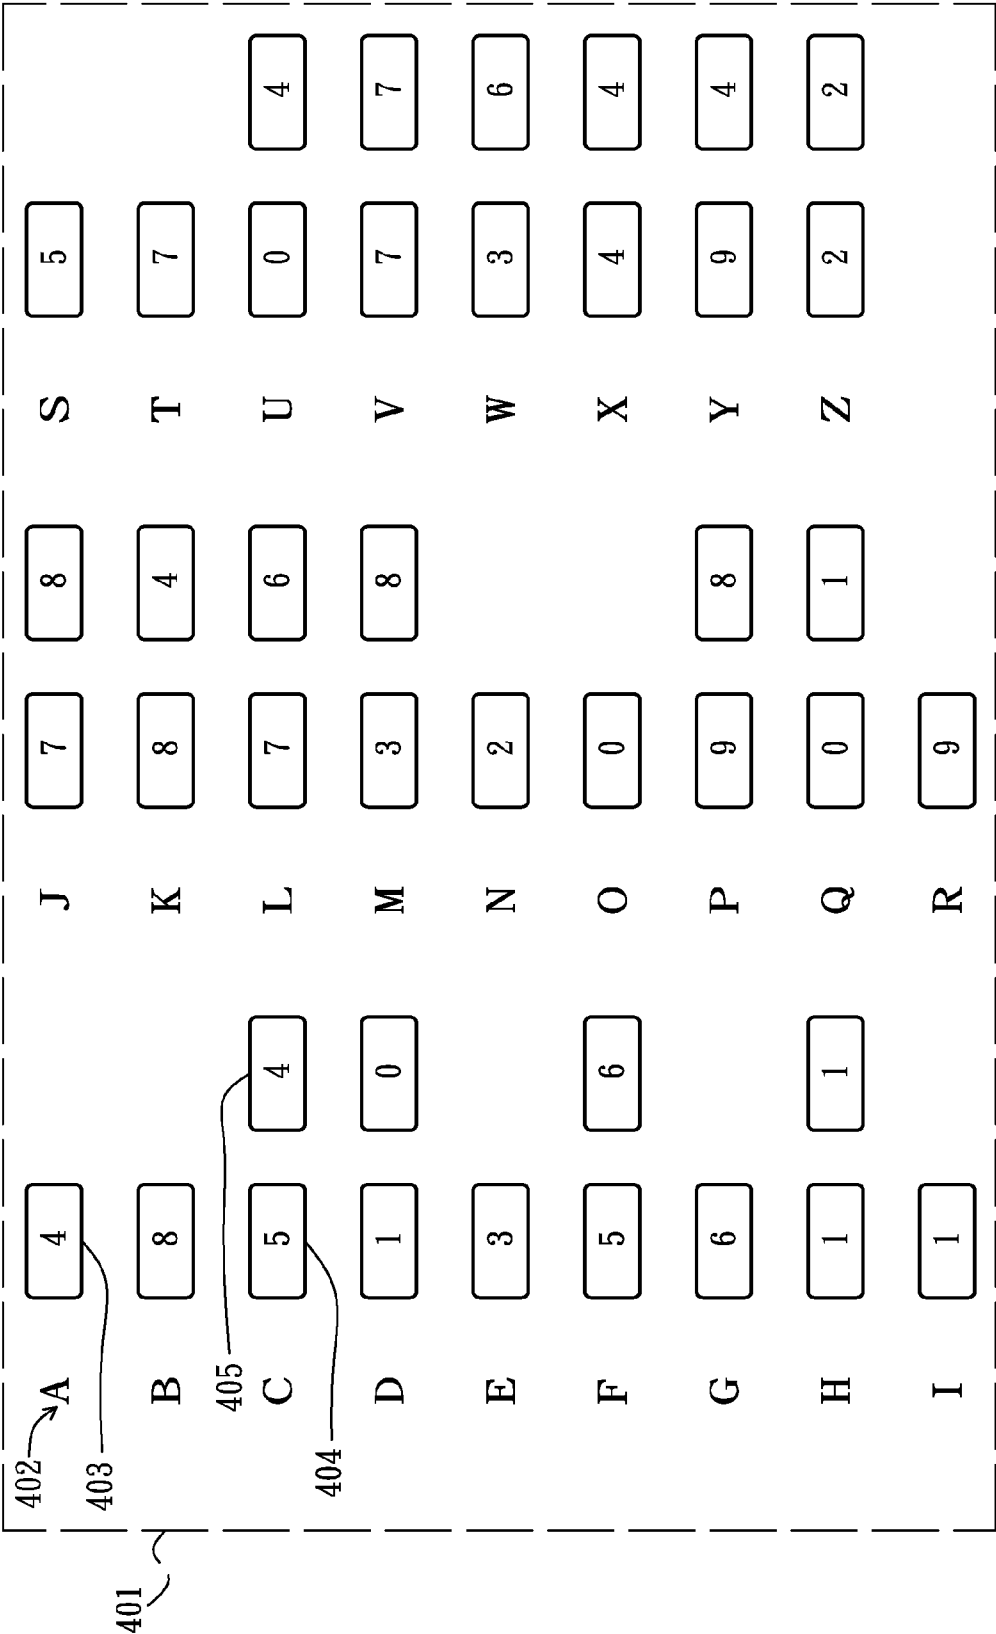 402
A 4 J 7 8 S 5
403
401
B 8 K 8 4 T 7
405
C 5 4 L 7 6 U 0 4
404
D 1 0 M 3 8 V 7 7
E 3 N 2 W 3 6
F 5 6 O 0 X 4 4
G 6 P 9 8 Y 9 4
H 1 1 Q 0 1 Z 2 2
I 1 R 9